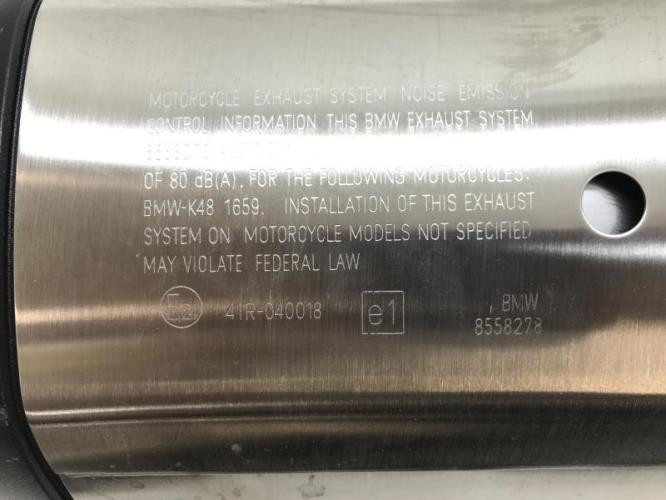 MOTORCYCLE EXHAUST SYSTEM NOISE EMISSION
CONTROL INFORMATION THIS BMW EXHAUST SYSTEM,
OF 80 dB(A). FOR THE FOLLOWING MOTORCYCLES:
BMW-K48 1659. INSTALLATION OF THIS EXHAUST
SYSTEM ON MOTORCYCLE MODELS NOT SPECIFIED
MAY VIOLATE FEDERAL LAW
41R-040018 e1 BMW
8558278